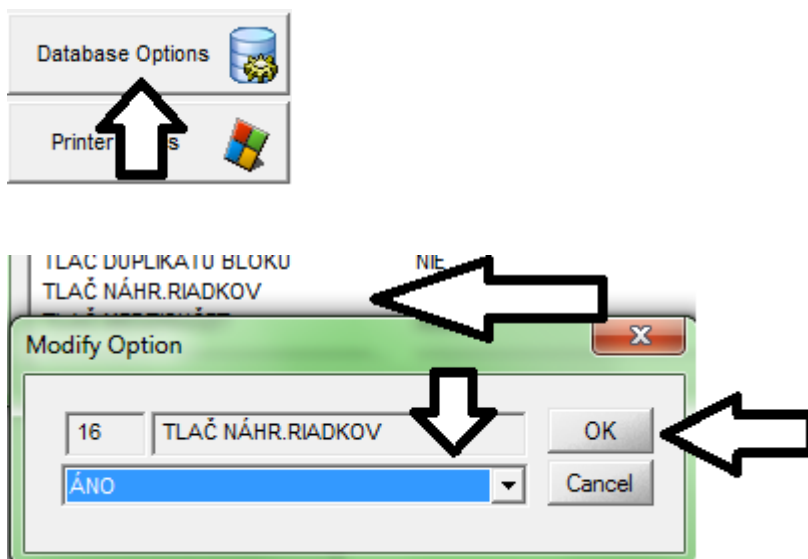 Database Options
Printer
TLAČ DUPLIKÁTU BLOKU NIE
TLAČ NÁHR.RIADKOV
Modify Option
16 TLAČ NÁHR.RIADKOV OK
ÁNO Cancel